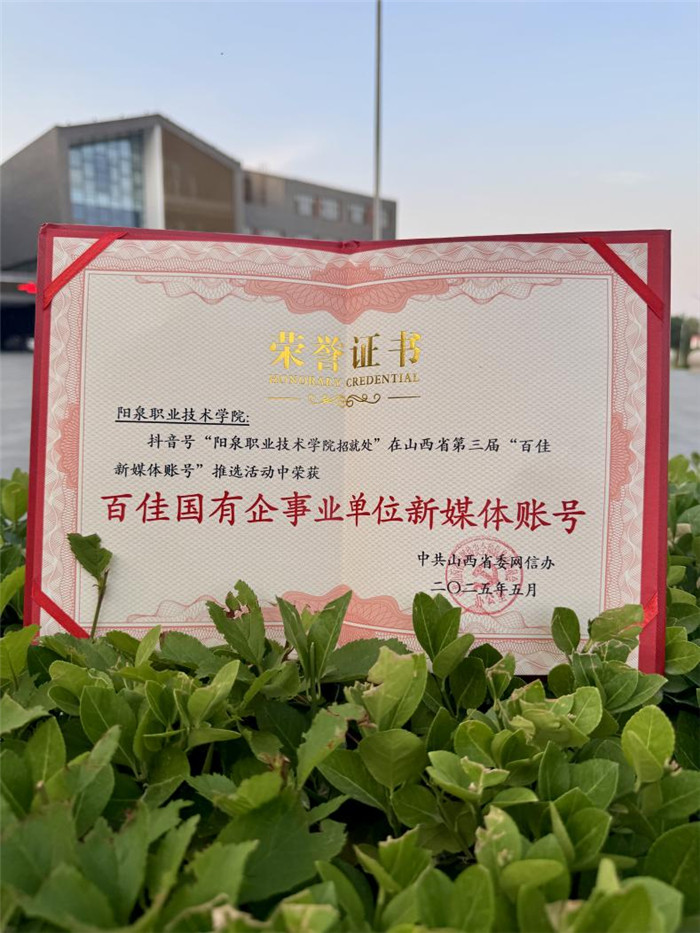 荣誉证书
HONORARY CREDENTIAL
阳泉职业技术学院:
抖音号“阳泉职业技术学院招就处”在山西省第三届“百佳
新媒体账号”推选活动中荣获
百佳国有企事业单位新媒体账号
中共山西省委网信办
二〇二五年五月